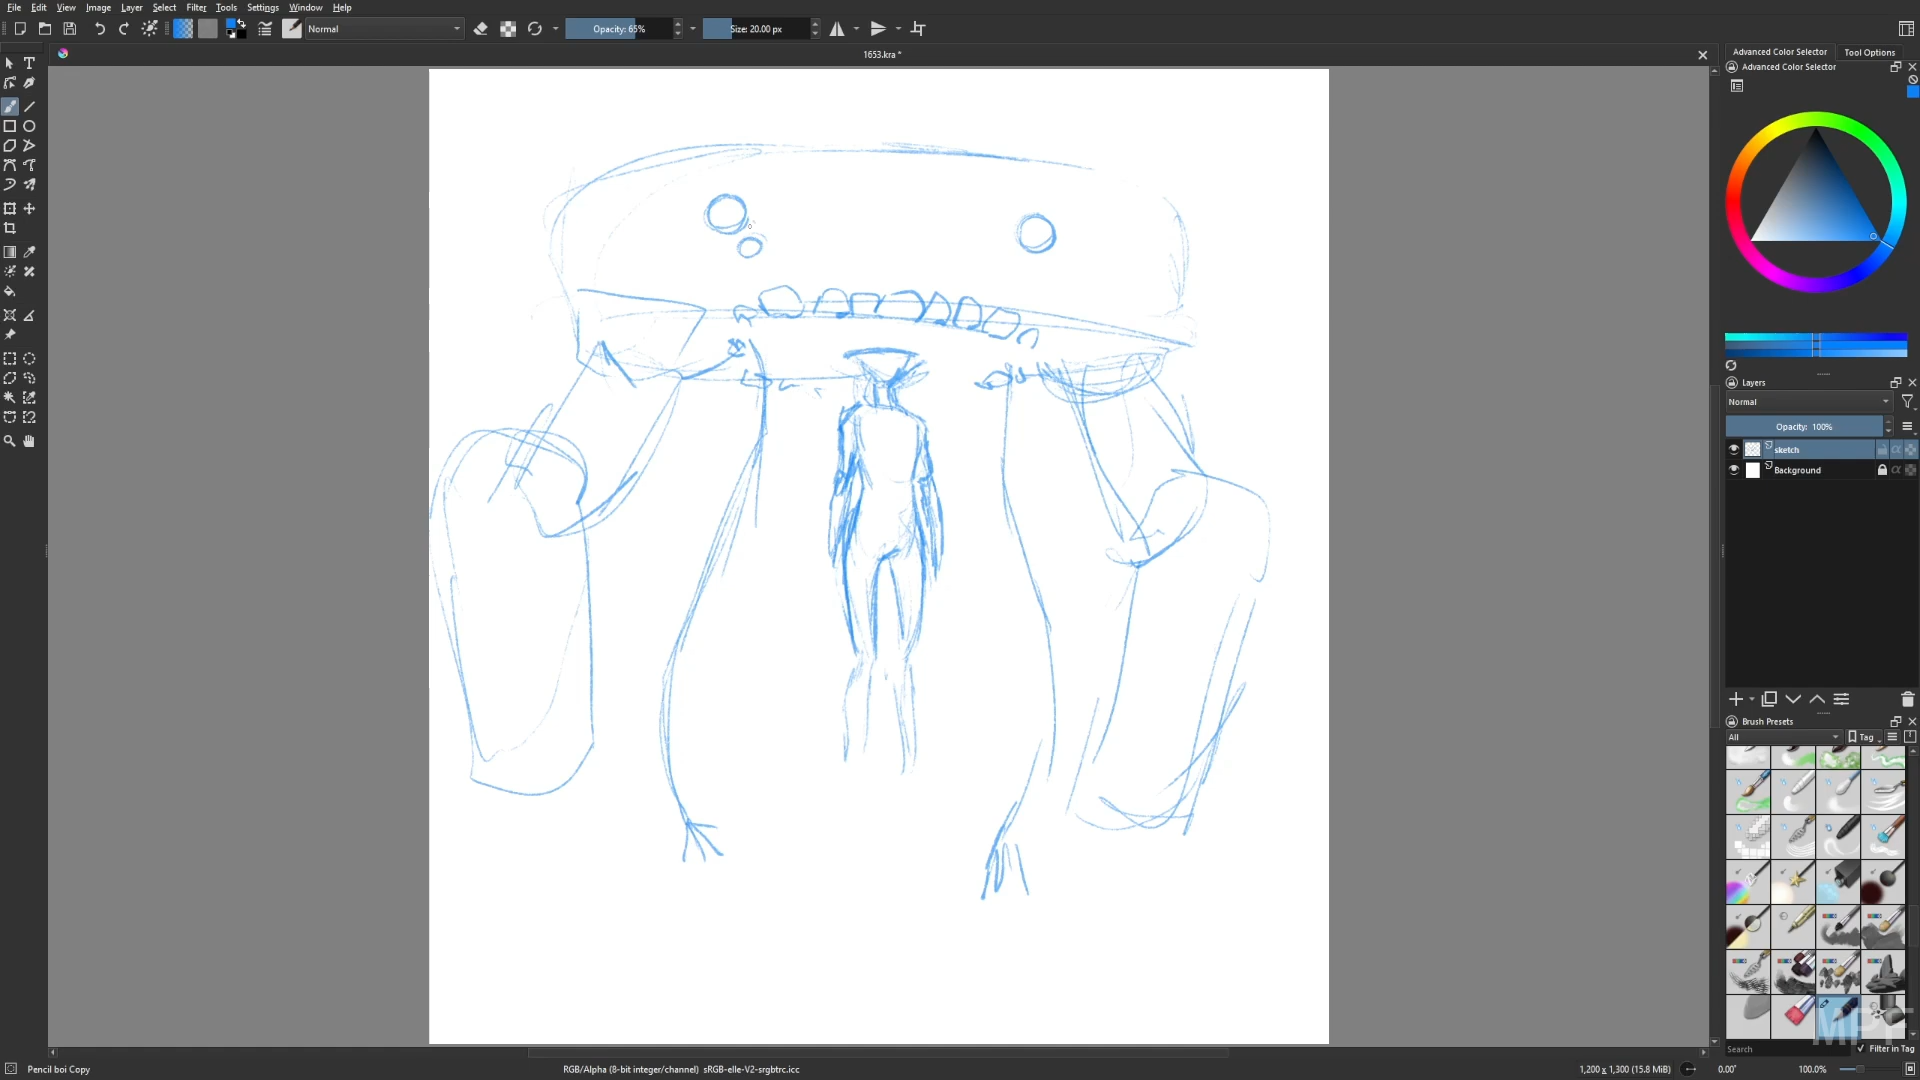 File Edit View Image Layer Select Filter Tools Settings Window Help
Normal Opacity: 65% Size: 20.00 px
1653.kra *
Advanced Color Selector Tool Options
Advanced Color Selector
Layers
Normal
Opacity: 100%
sketch
Background
Brush Presets
All Tag
Search Filter in Tag
MPF
Pencil boi Copy RGB/Alpha (8-bit integer/channel) sRGB-elle-V2-srgbtrc.icc 1,200 x 1,300 (15.8 MiB) 0.00° 100.0%